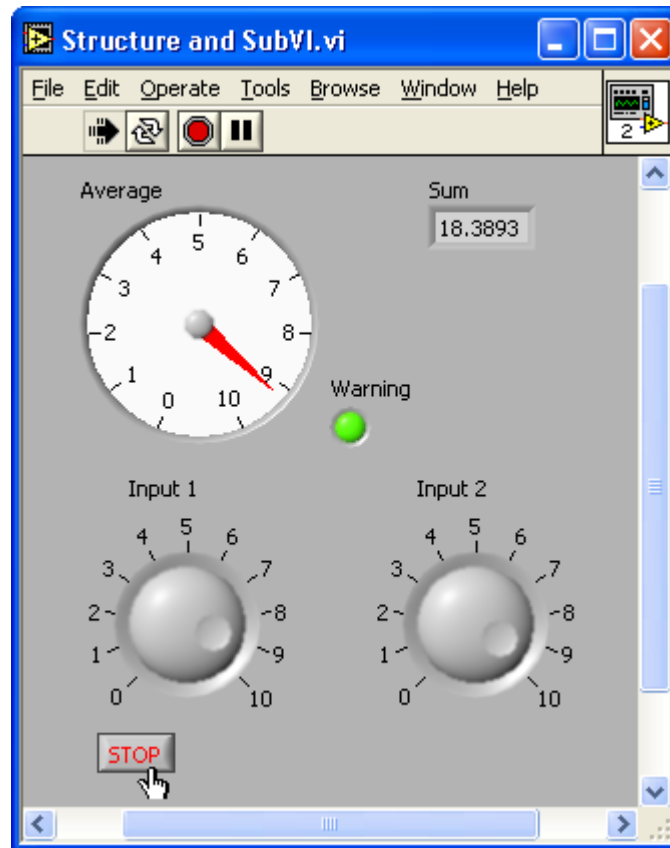 Structure and SubVI.vi
File Edit Operate Tools Browse Window Help
2
Average
Sum
18.3893
0 1 2 3 4 5 6 7 8 9 10
Warning
Input 1
Input 2
0 1 2 3 4 5 6 7 8 9 10
0 1 2 3 4 5 6 7 8 9 10
STOP